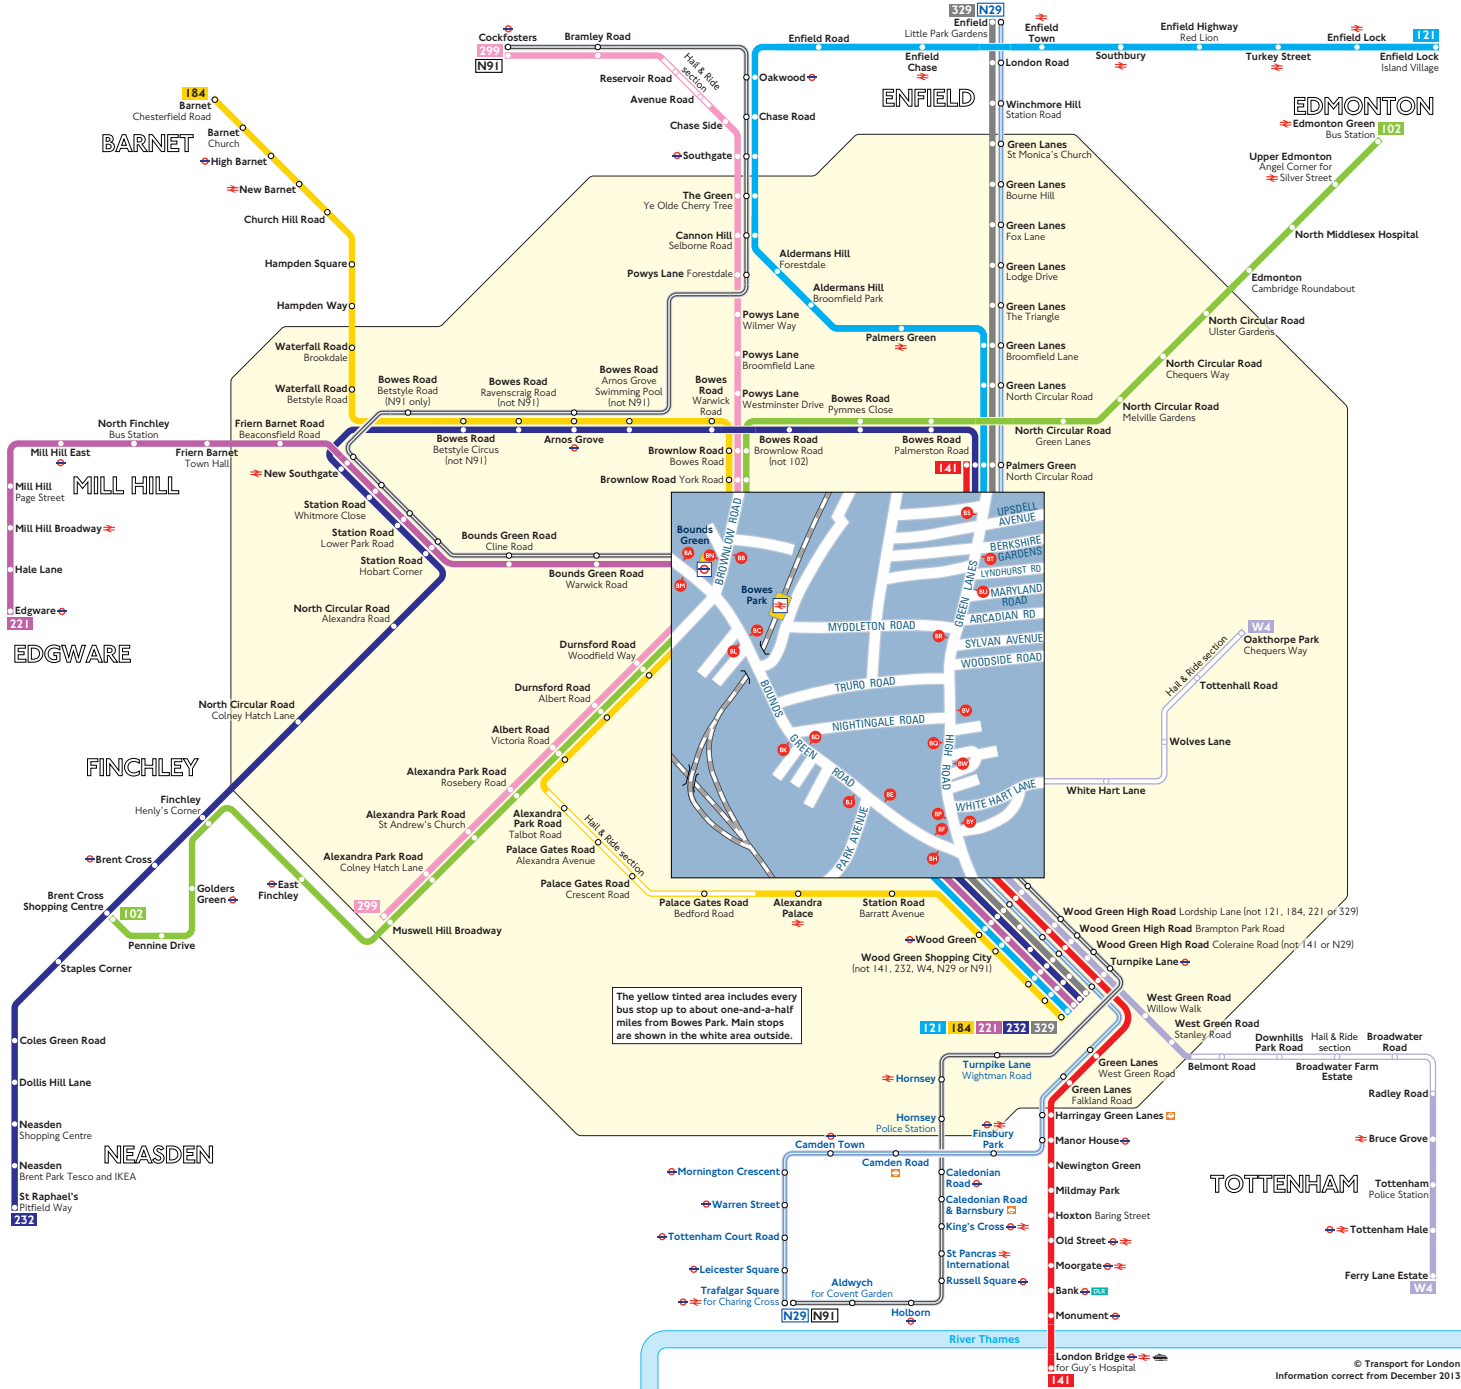 329 N29
Enfield
Little Park Gardens
Cockfosters
299
N91
Bramley Road
Hail & Ride
section
Reservoir Road
Avenue Road
Chase Side
Southgate
The Green
Ye Olde Cherry Tree
Cannon Hill
Selborne Road
Powys Lane Forestdale
Oakwood
Chase Road
Enfield Road
Enfield
Chase
London Road
Enfield
Town
Southbury
Enfield Highway
Red Lion
Turkey Street
Enfield Lock
121
Enfield Lock
Island Village
ENFIELD
EDMONTON
Edmonton Green
Bus Station
102
Upper Edmonton
Angel Corner for
Silver Street
North Middlesex Hospital
Edmonton
Cambridge Roundabout
North Circular Road
Ulster Gardens
North Circular Road
Chequers Way
North Circular Road
Melville Gardens
North Circular Road
Green Lanes
Winchmore Hill
Station Road
Green Lanes
St Monica's Church
Green Lanes
Bourne Hill
Green Lanes
Fox Lane
Green Lanes
Lodge Drive
Green Lanes
The Triangle
Green Lanes
Broomfield Lane
Green Lanes
North Circular Road
Palmers Green
North Circular Road
141
Aldermans Hill
Forestdale
Aldermans Hill
Broomfield Park
Palmers Green
Powys Lane
Wilmer Way
Powys Lane
Broomfield Lane
Powys Lane
Westminster Drive
Bowes Road
Pymmes Close
Bowes Road
Brownlow Road
(not 102)
Bowes Road
Palmerston Road
184
Barnet
Chesterfield Road
BARNET
Barnet
Church
High Barnet
New Barnet
Church Hill Road
Hampden Square
Hampden Way
Waterfall Road
Brookdale
Waterfall Road
Betstyle Road
Bowes Road
Betstyle Road
(N91 only)
Bowes Road
Ravenscraig Road
(not N91)
Bowes Road
Arnos Grove
Swimming Pool
(not N91)
Bowes
Road
Warwick
Road
Bowes Road
Betstyle Circus
(not N91)
Arnos Grove
Brownlow Road
Bowes Road
Brownlow Road York Road
North Finchley
Bus Station
Friern Barnet Road
Beaconsfield Road
Mill Hill East
Friern Barnet
Town Hall
Mill Hill
Page Street
MILL HILL
Mill Hill Broadway
Hale Lane
Edgware
221
EDGWARE
New Southgate
Station Road
Whitmore Close
Station Road
Lower Park Road
Station Road
Hobart Corner
Bounds Green Road
Cline Road
Bounds Green Road
Warwick Road
North Circular Road
Alexandra Road
North Circular Road
Colney Hatch Lane
FINCHLEY
Finchley
Henly's Corner
Brent Cross
Brent Cross
Shopping Centre
102
Golders
Green
Pennine Drive
East
Finchley
Staples Corner
Coles Green Road
Dollis Hill Lane
Neasden
Shopping Centre
NEASDEN
Neasden
Brent Park Tesco and IKEA
St Raphael's
Pitfield Way
232
Durnsford Road
Woodfield Way
Durnsford Road
Albert Road
Albert Road
Victoria Road
Alexandra Park Road
Rosebery Road
Alexandra Park Road
St Andrew's Church
Alexandra Park Road
Colney Hatch Lane
299
Muswell Hill Broadway
Alexandra
Park Road
Talbot Road
Hail & Ride section
Palace Gates Road
Alexandra Avenue
Palace Gates Road
Crescent Road
Palace Gates Road
Bedford Road
Alexandra
Palace
Station Road
Barratt Avenue
Wood Green
Wood Green Shopping City
(not 141, 232, W4, N29 or N91)
Bounds
Green
BROWNLOW ROAD
BA
BN
BB
BM
Bowes
Park
BC
BL
BOUNDS
GREEN
ROAD
BS
UPSDELL
AVENUE
BERKSHIRE
GARDENS
BT
LYNDHURST RD
BU
MARYLAND
ROAD
GREEN LANES
ARCADIAN RD
MYDDLETON ROAD
BR
SYLVAN AVENUE
WOODSIDE ROAD
TRURO ROAD
NIGHTINGALE ROAD
BV
BD
BK
BQ
HIGH ROAD
BW
WHITE HART LANE
BE
BJ
BP
BF
BY
BH
PARK AVENUE
W4
Oakthorpe Park
Chequers Way
Hail & Ride section
Tottenhall Road
Wolves Lane
White Hart Lane
Wood Green High Road Lordship Lane (not 121, 184, 221 or 329)
Wood Green High Road Brampton Park Road
Wood Green High Road Coleraine Road (not 141 or N29)
Turnpike Lane
The yellow tinted area includes every
bus stop up to about one-and-a-half
miles from Bowes Park. Main stops
are shown in the white area outside.
121 184 221 232 329
West Green Road
Willow Walk
West Green Road
Stanley Road
Belmont Road
Downhills
Park Road
Hail & Ride
section
Broadwater Farm
Estate
Broadwater
Road
Radley Road
Bruce Grove
TOTTENHAM
Tottenham
Police Station
Tottenham Hale
Ferry Lane Estate
W4
Turnpike Lane
Wightman Road
Hornsey
Hornsey
Police Station
Finsbury
Park
Camden Town
Camden Road
Mornington Crescent
Warren Street
Tottenham Court Road
Leicester Square
Trafalgar Square
for Charing Cross
N29 N91
Aldwych
for Covent Garden
Holborn
Caledonian
Road
Caledonian Road
& Barnsbury
King's Cross
St Pancras
International
Russell Square
Green Lanes
West Green Road
Green Lanes
Falkland Road
Harringay Green Lanes
Manor House
Newington Green
Mildmay Park
Hoxton Baring Street
Old Street
Moorgate
Bank DLR
Monument
River Thames
London Bridge
for Guy's Hospital
141
© Transport for London
Information correct from December 2013